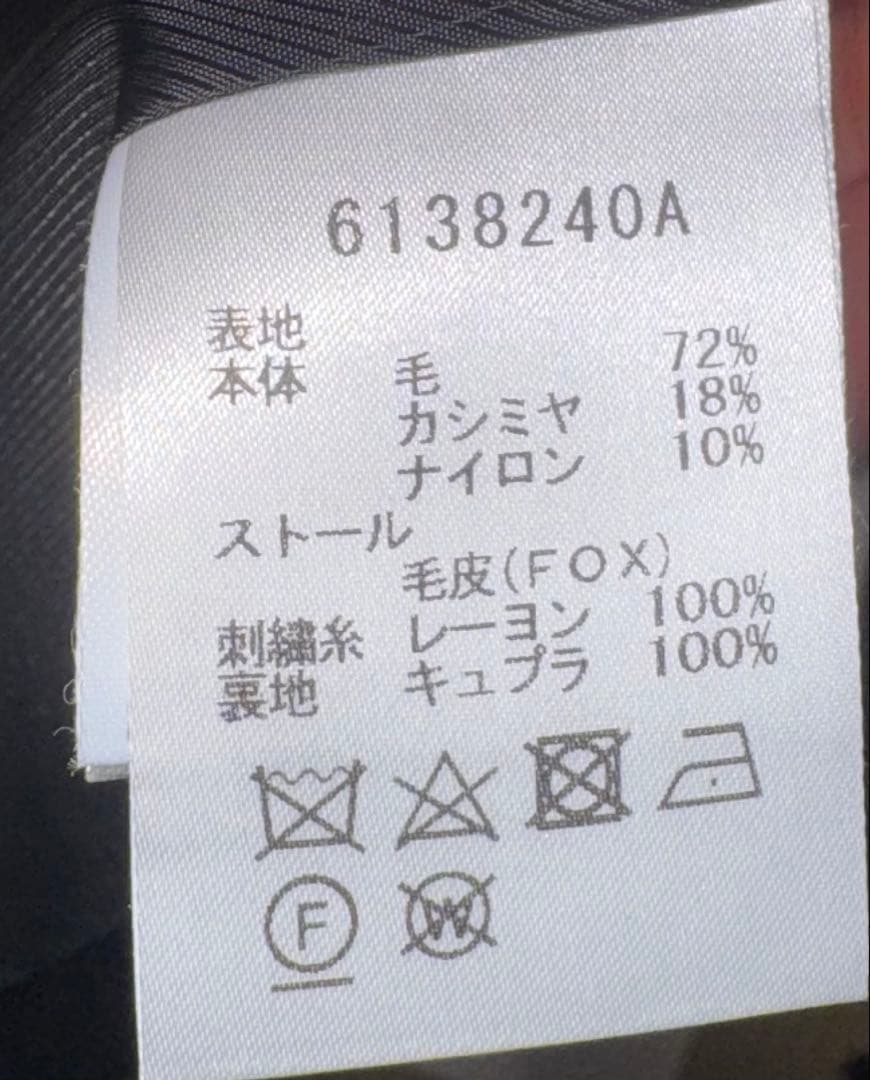 6138240A
表地
本体 毛 72%
カシミヤ 18%
ナイロン 10%
ストール
毛皮(FOX)
刺繍糸 レーヨン 100%
裏地 キュプラ 100%
F W